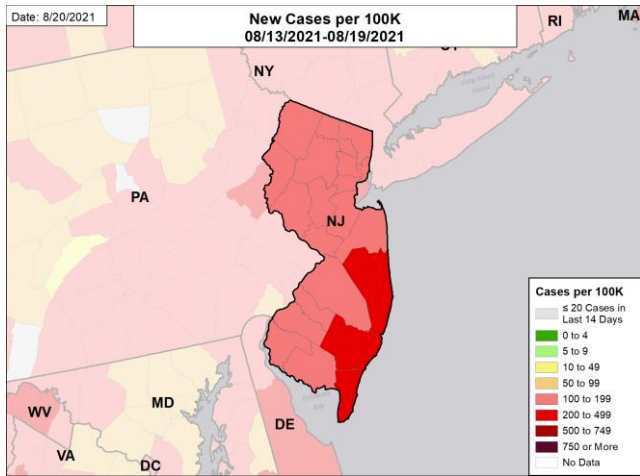 Date: 8/20/2021
New Cases per 100K
08/13/2021-08/19/2021
RI
MA
NY
PA
NJ
WV
MD
DE
VA
DC
Cases per 100K
≤ 20 Cases in
Last 14 Days
0 to 4
5 to 9
10 to 49
50 to 99
100 to 199
200 to 499
500 to 749
750 or More
No Data